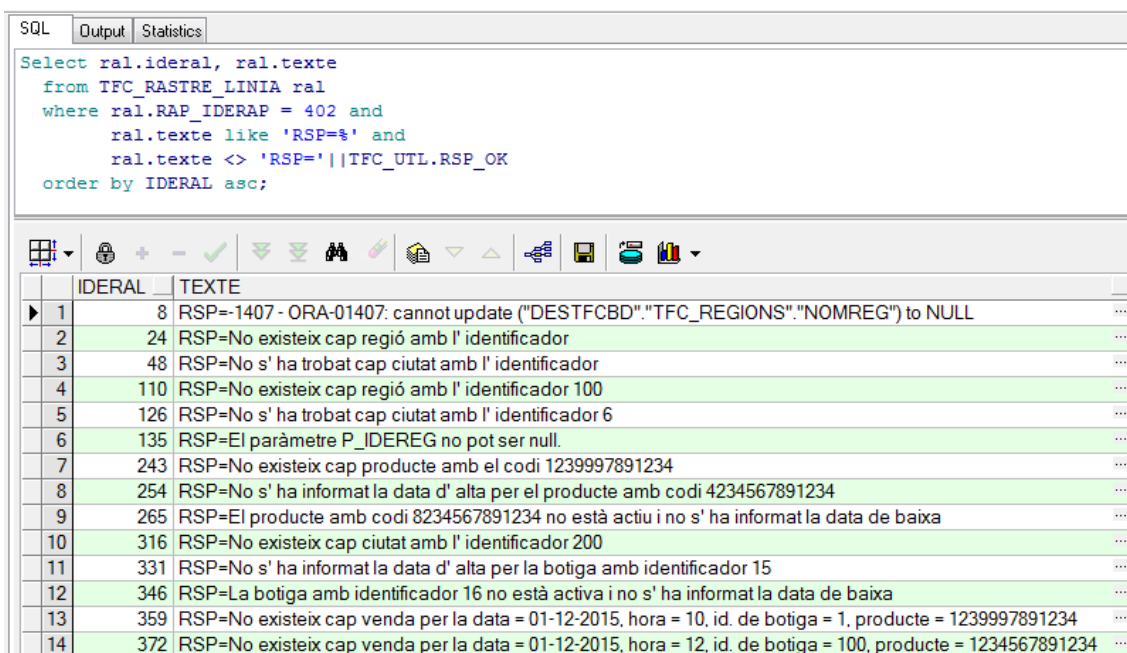 SQL Output Statistics
Select ral.ideral, ral.texte
from TFC_RASTRE_LINIA ral
where ral.RAP_IDERAP = 402 and
ral.texte like 'RSP=%' and
ral.texte <> 'RSP='||TFC_UTL.RSP_OK
order by IDERAL asc;
IDERAL TEXTE
1 8 RSP=-1407 - ORA-01407: cannot update ("DESTFCBD"."TFC_REGIONS"."NOMREG") to NULL ...
2 24 RSP=No existeix cap regió amb l' identificador ...
3 48 RSP=No s' ha trobat cap ciutat amb l' identificador ...
4 110 RSP=No existeix cap regió amb l' identificador 100 ...
5 126 RSP=No s' ha trobat cap ciutat amb l' identificador 6 ...
6 135 RSP=El paràmetre P_IDEREG no pot ser null. ...
7 243 RSP=No existeix cap producte amb el codi 1239997891234 ...
8 254 RSP=No s' ha informat la data d' alta per el producte amb codi 4234567891234 ...
9 265 RSP=El producte amb codi 8234567891234 no està actiu i no s' ha informat la data de baixa ...
10 316 RSP=No existeix cap ciutat amb l' identificador 200 ...
11 331 RSP=No s' ha informat la data d' alta per la botiga amb identificador 15 ...
12 346 RSP=La botiga amb identificador 16 no està activa i no s' ha informat la data de baixa ...
13 359 RSP=No existeix cap venda per la data = 01-12-2015, hora = 10, id. de botiga = 1, producte = 1239997891234 ...
14 372 RSP=No existeix cap venda per la data = 01-12-2015, hora = 12, id. de botiga = 100, producte = 1234567891234 ...